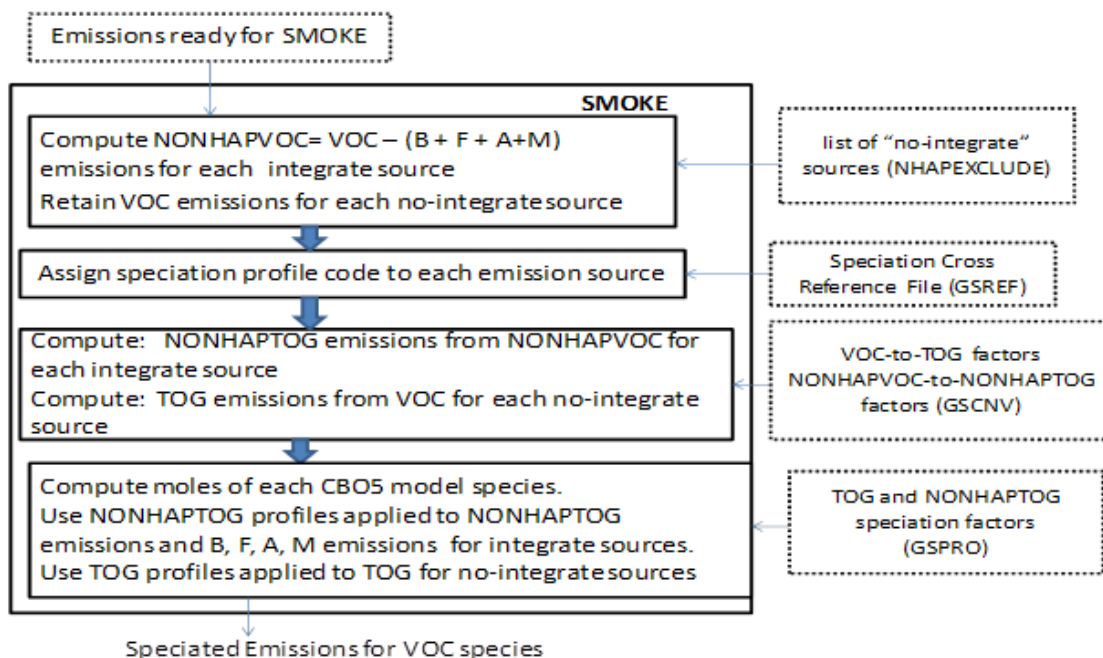 Emissions ready for SMOKE
SMOKE
Compute NONHAPVOC= VOC – (B + F + A+M)
emissions for each integrate source
Retain VOC emissions for each no-integrate source
list of “no-integrate”
sources (NHAPEXCLUDE)
Assign speciation profile code to each emission source
Speciation Cross
Reference File (GSREF)
Compute: NONHAPTOG emissions from NONHAPVOC for
each integrate source
Compute: TOG emissions from VOC for each no-integrate
source
VOC-to-TOG factors
NONHAPVOC-to-NONHAPTOG
factors (GSCNV)
Compute moles of each CBO5 model species.
Use NONHAPTOG profiles applied to NONHAPTOG
emissions and B, F, A, M emissions for integrate sources.
Use TOG profiles applied to TOG for no-integrate sources
TOG and NONHAPTOG
speciation factors
(GSPRO)
Speciated Emissions for VOC species